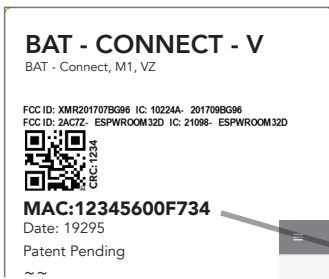 BAT - CONNECT - V
BAT - Connect, M1, VZ
FCC ID: XMR201707BG96 IC: 10224A- 201709BG96
FCC ID: 2AC7Z- ESPWROOM32D IC: 21098- ESPWROOM32D
CRC:1234
MAC:12345600F734
Date: 19295
Patent Pending
~~